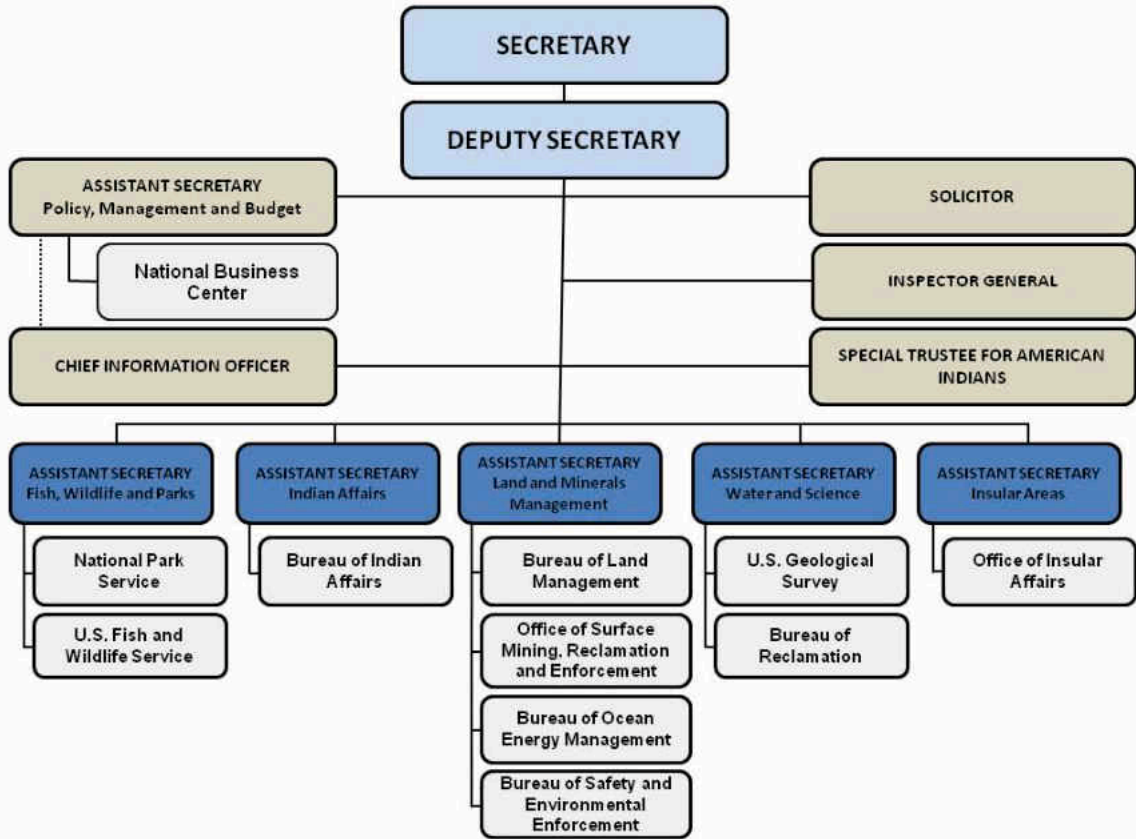 SECRETARY
DEPUTY SECRETARY
ASSISTANT SECRETARY
Policy, Management and Budget
SOLICITOR
National Business
Center
INSPECTOR GENERAL
CHIEF INFORMATION OFFICER
SPECIAL TRUSTEE FOR AMERICAN
INDIANS
ASSISTANT SECRETARY
Fish, Wildlife and Parks
ASSISTANT SECRETARY
Indian Affairs
ASSISTANT SECRETARY
Land and Minerals
Management
ASSISTANT SECRETARY
Water and Science
ASSISTANT SECRETARY
Insular Areas
National Park
Service
U.S. Fish and
Wildlife Service
Bureau of Indian
Affairs
Bureau of Land
Management
Office of Surface
Mining, Reclamation
and Enforcement
Bureau of Ocean
Energy Management
Bureau of Safety and
Environmental
Enforcement
U.S. Geological
Survey
Bureau of
Reclamation
Office of Insular
Affairs